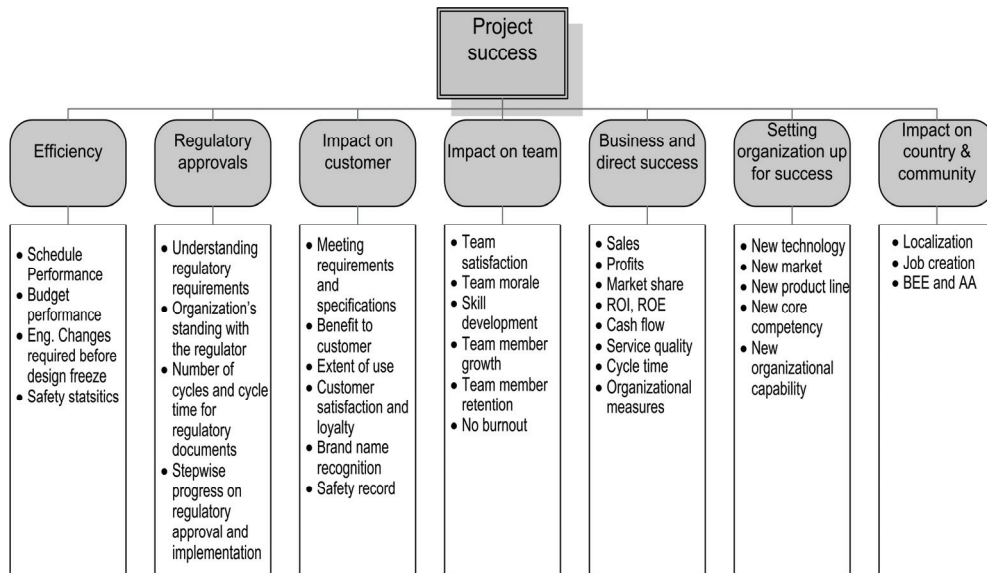 Project
success
Efficiency
Regulatory
approvals
Impact on
customer
Impact on team
Business and
direct success
Setting
organization up
for success
Impact on
country &
community
• Schedule
Performance
• Budget
performance
• Eng. Changes
required before
design freeze
• Safety statsitics
• Understanding
regulatory
requirements
• Organization's
standing with
the regulator
• Number of
cycles and cycle
time for
regulatory
documents
• Stepwise
progress on
regulatory
approval and
implementation
• Meeting
requirements
and
specifications
• Benefit to
customer
• Extent of use
• Customer
satisfaction and
loyalty
• Brand name
recognition
• Safety record
• Team
satisfaction
• Team morale
• Skill
development
• Team member
growth
• Team member
retention
• No burnout
• Sales
• Profits
• Market share
• ROI, ROE
• Cash flow
• Service quality
• Cycle time
• Organizational
measures
• New technology
• New market
• New product line
• New core
competency
• New
organizational
capability
• Localization
• Job creation
• BEE and AA